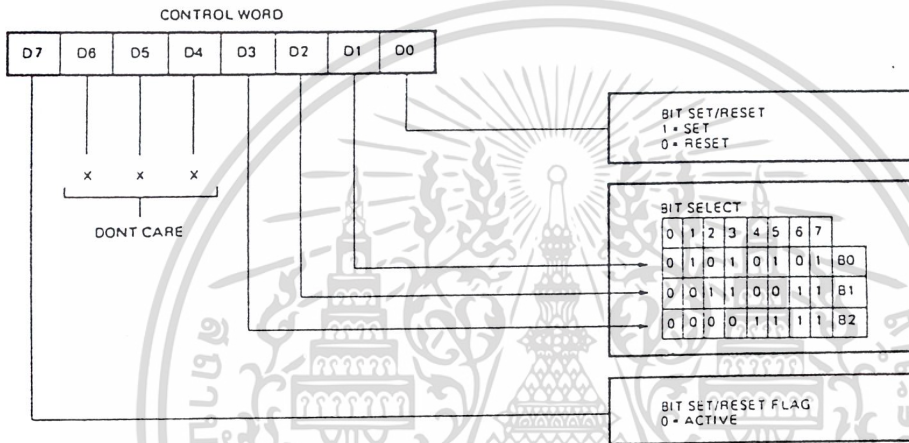 CONTROL WORD
D7 D6 D5 D4 D3 D2 D1 D0
BIT SET/RESET
1 = SET
0 = RESET
X X X
DONT CARE
BIT SELECT
0 1 2 3 4 5 6 7
0 1 0 1 0 1 0 1 B0
0 0 1 1 0 0 1 1 B1
0 0 0 0 1 1 1 1 B2
BIT SET/RESET FLAG
0 = ACTIVE